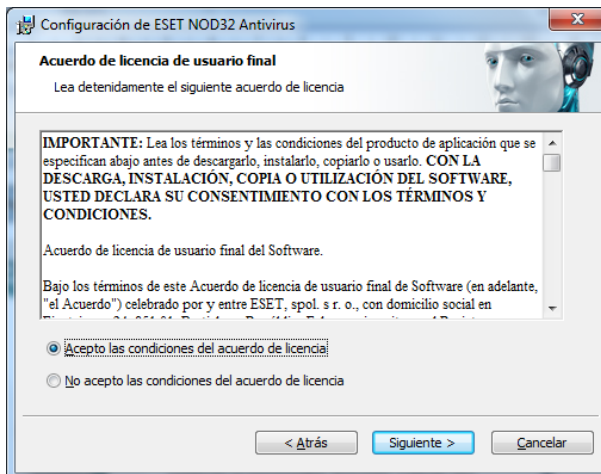 Configuración de ESET NOD32 Antivirus
Acuerdo de licencia de usuario final
Lea detenidamente el siguiente acuerdo de licencia
IMPORTANTE: Lea los términos y las condiciones del producto de aplicación que se
especifican abajo antes de descargarlo, instalarlo, copiarlo o usarlo. CON LA
DESCARGA, INSTALACIÓN, COPIA O UTILIZACIÓN DEL SOFTWARE,
USTED DECLARA SU CONSENTIMIENTO CON LOS TÉRMINOS Y
CONDICIONES.
Acuerdo de licencia de usuario final del Software.
Bajo los términos de este Acuerdo de licencia de usuario final de Software (en adelante,
"el Acuerdo") celebrado por y entre ESET, spol. s r. o., con domicilio social en
Acepto las condiciones del acuerdo de licencia
No acepto las condiciones del acuerdo de licencia
< Atrás
Siguiente >
Cancelar